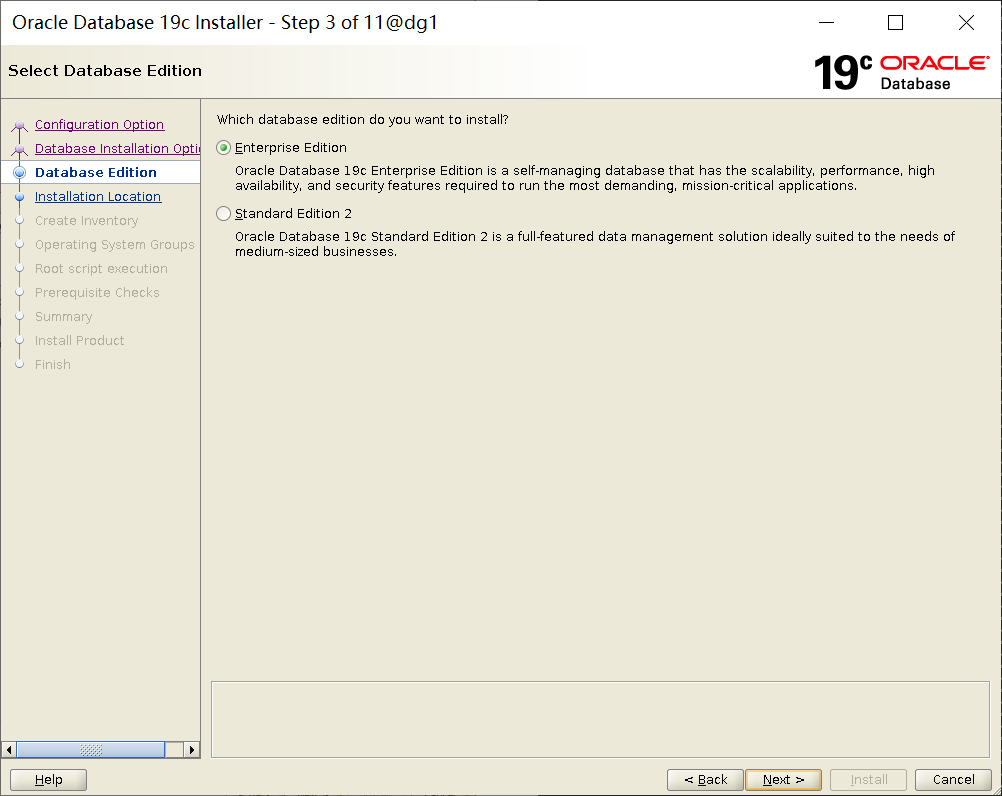 Oracle Database 19c Installer - Step 3 of 11@dg1
Select Database Edition
19c ORACLE®
Database
Configuration Option
Database Installation Optio
Database Edition
Installation Location
Create Inventory
Operating System Groups
Root script execution
Prerequisite Checks
Summary
Install Product
Finish
Which database edition do you want to install?
Enterprise Edition
Oracle Database 19c Enterprise Edition is a self-managing database that has the scalability, performance, high
availability, and security features required to run the most demanding, mission-critical applications.
Standard Edition 2
Oracle Database 19c Standard Edition 2 is a full-featured data management solution ideally suited to the needs of
medium-sized businesses.
Help
< Back
Next >
Install
Cancel